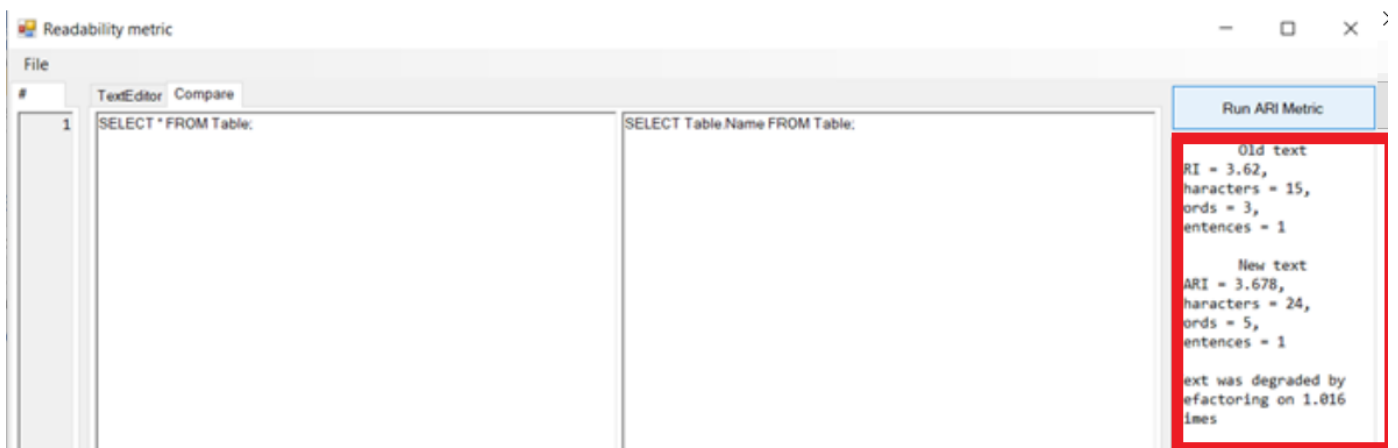 Readability metric
File
#
TextEditor Compare
Run ARI Metric
1
SELECT * FROM Table;
SELECT Table.Name FROM Table;
Old text
RI = 3.62,
haracters = 15,
ords = 3,
entences = 1
New text
ARI = 3.678,
haracters = 24,
ords = 5,
entences = 1
ext was degraded by
efactoring on 1.016
imes